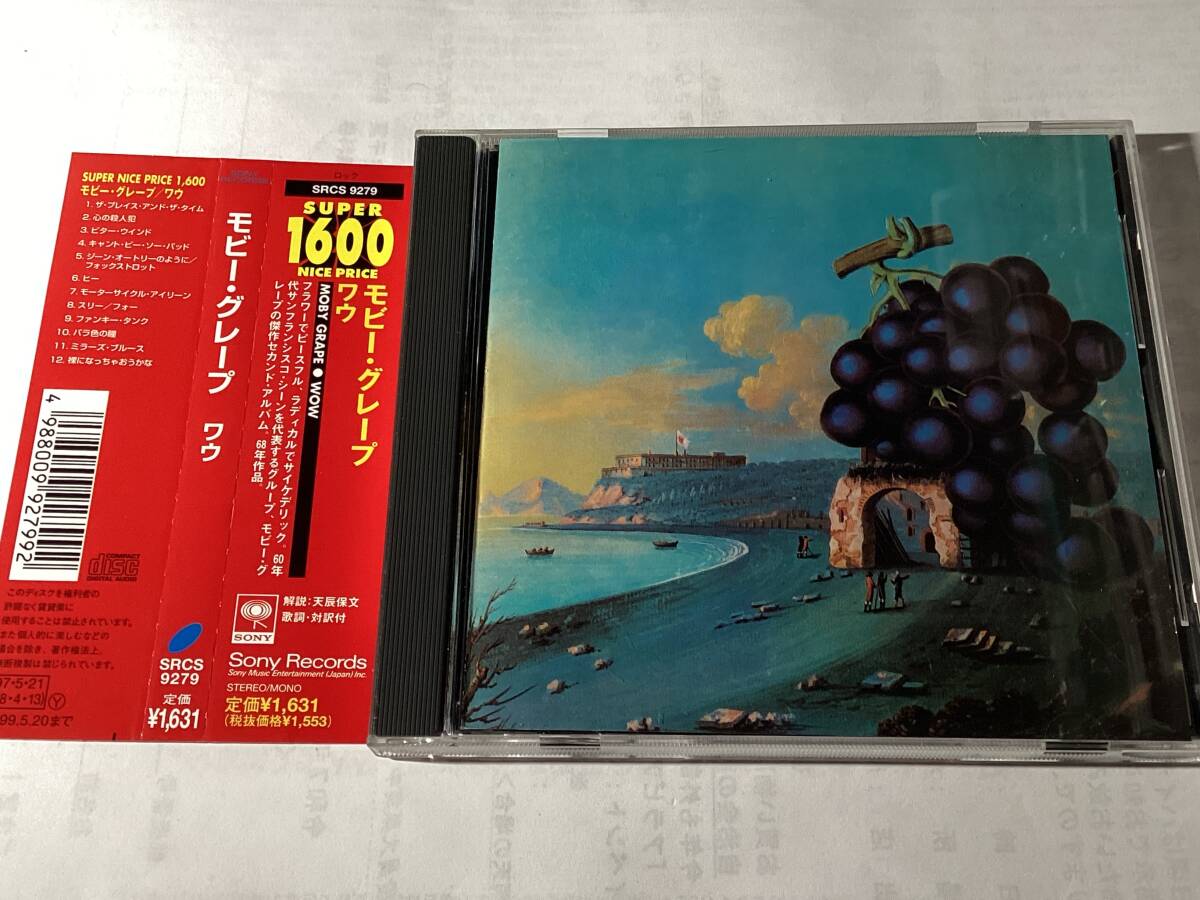 SUPER NICE PRICE 1,600
モビー・グレープ/ワウ
1. ザ・プレイス・アンド・ザ・タイム
2. 心の殺人犯
3. ビター・ウインド
4. キャント・ビー・ソー・バッド
5. ジーン・オートリーのように/
フォックストロット
6. ヒー
7. モーターサイクル・アイリーン
8. スリー/フォー
9. ファンキー・タンク
10. バラ色の瞳
11. ミラーズ・ブルース
12. 裸になっちゃおうかな
4 988009 927992
COMPACT
disc
DIGITAL AUDIO
このディスクを権利者の
許諾なく賃貸業に
使用することは禁止されています。
また個人的に楽しむなどの
場合を除き、著作権法上、
無断複製は禁じられています。
97・5・21
8・4・13 Y
99.5.20まで
SONY
RECORDS
モビー・グレープ ワウ
SRCS
9279
定価
¥1,631
ロック
SRCS 9279
SUPER
1600
NICE PRICE
モビー・グレープ
ワウ
MOBY GRAPE ● WOW
フラワーでピースフル、ラディカルでサイケデリック。60年
代サンフランシスコ・シーンを代表するグループ、モビー・グ
レープの傑作セカンド・アルバム。68年作品。
解説:天辰保文
歌詞・対訳付
SONY
Sony Records
Sony Music Entertainment (Japan) Inc.
STEREO/MONO
定価¥1,631
(税抜価格¥1,553)